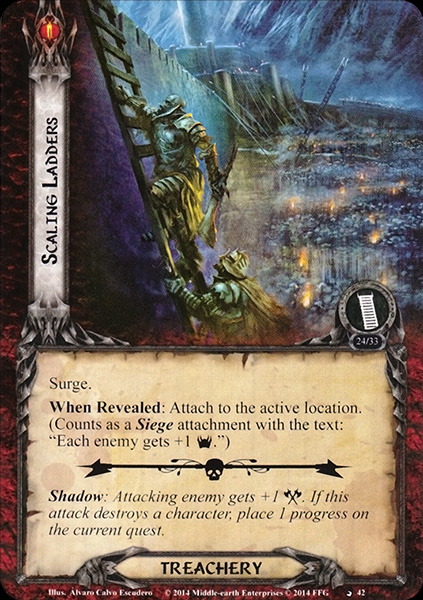 SCALING LADDERS
24/33
Surge.
When Revealed: Attach to the active location.
(Counts as a Siege attachment with the text:
“Each enemy gets +1 .”)
Shadow: Attacking enemy gets +1 . If this
attack destroys a character, place 1 progress on
the current quest.
TREACHERY
Illus. Alvaro Calvo Escudero © 2014 Middle-earth Enterprises © 2014 FFG 42